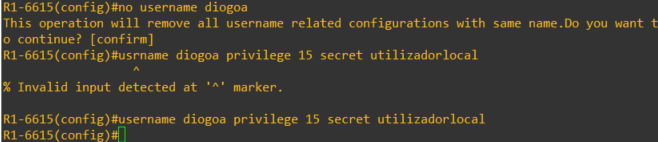 R1-6615(config)#no username diogoa
This operation will remove all username related configurations with same name.Do you want t
o continue? [confirm]
R1-6615(config)#usrname diogoa privilege 15 secret utilizadorlocal
^
% Invalid input detected at '^' marker.
R1-6615(config)#username diogoa privilege 15 secret utilizadorlocal
R1-6615(config)#